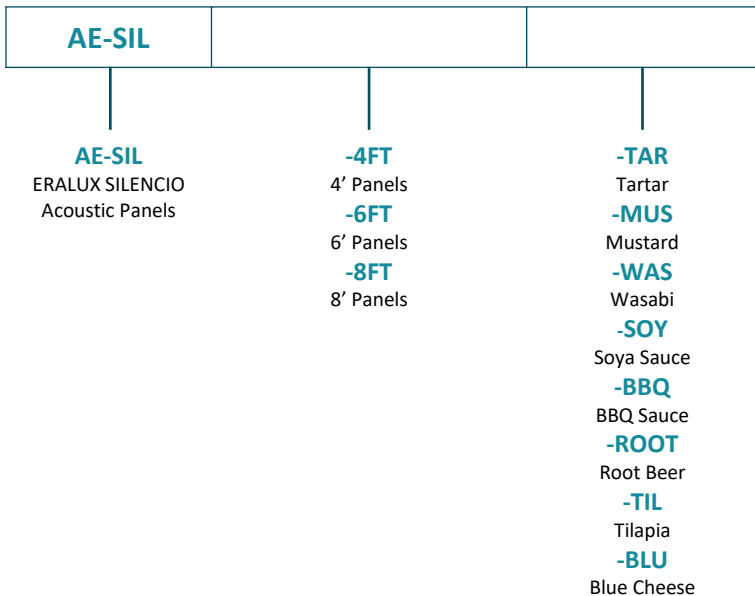 AE-SIL
AE-SIL
ERALUX SILENCIO
Acoustic Panels
-4FT
4’ Panels
-6FT
6’ Panels
-8FT
8’ Panels
-TAR
Tartar
-MUS
Mustard
-WAS
Wasabi
-SOY
Soya Sauce
-BBQ
BBQ Sauce
-ROOT
Root Beer
-TIL
Tilapia
-BLU
Blue Cheese